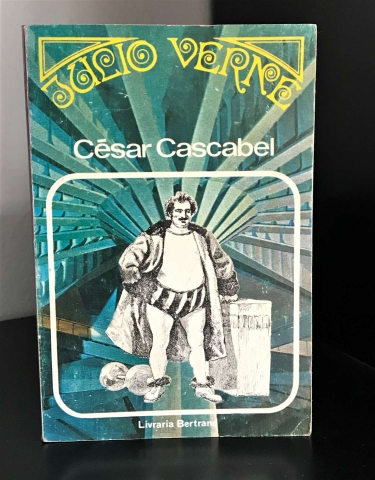 JÚLIO VERNE
César Cascabel
Livraria Bertrand